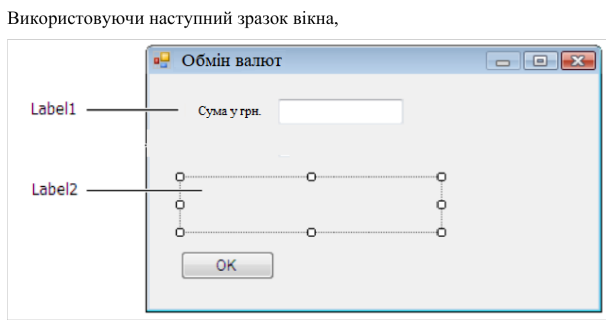 Використовуючи наступний зразок вікна,
Обмін валют
Label1
Сума у грн.
Label2
OK